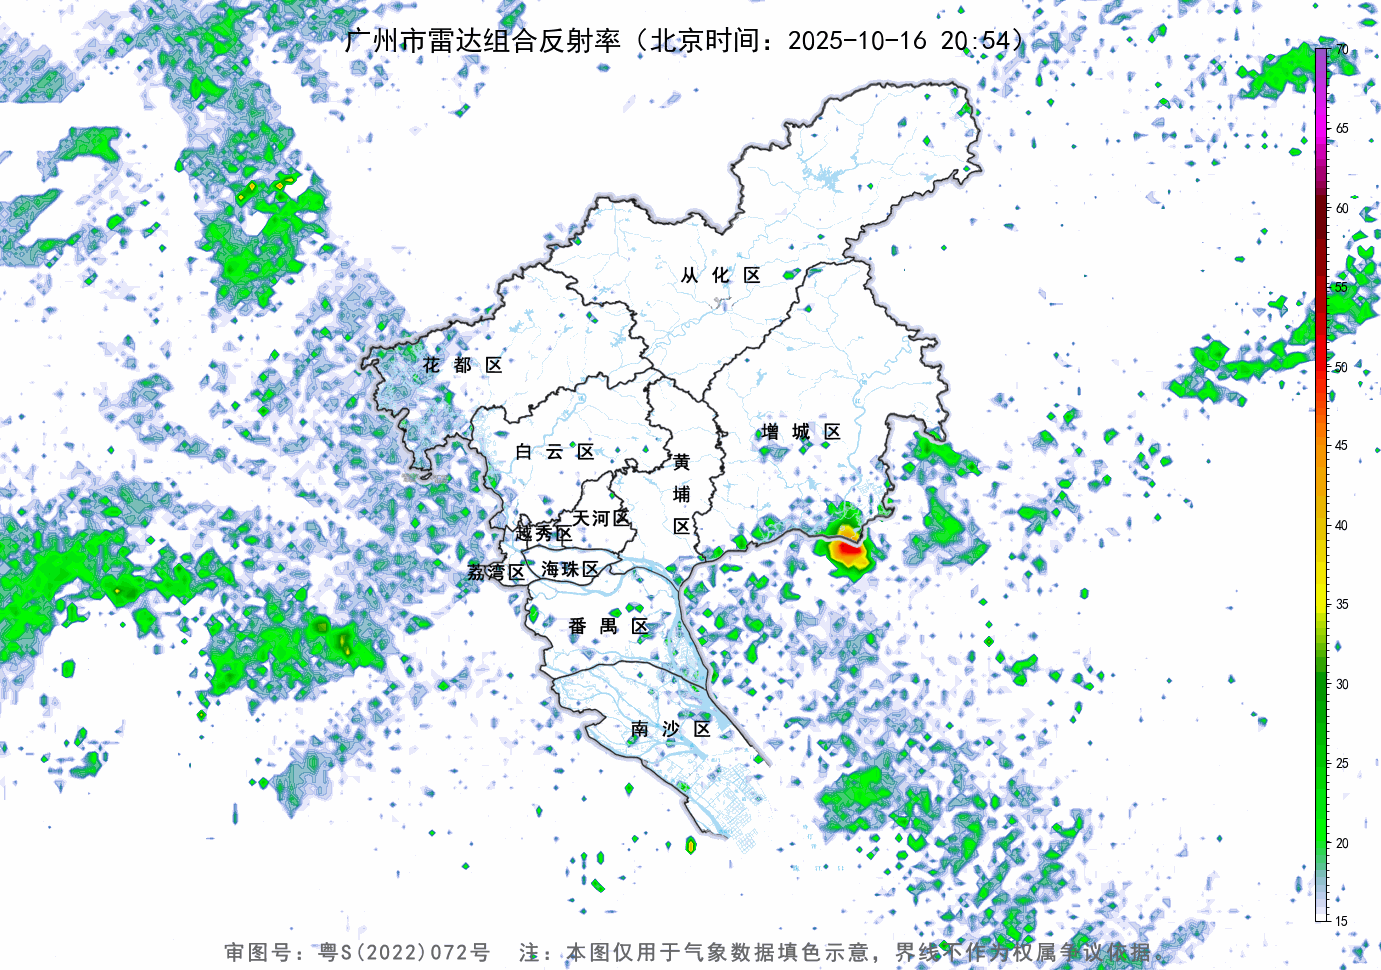 广州市雷达组合反射率（北京时间：2025-10-16 20:54）
70
65
60
55
50
45
40
35
30
25
20
15
从化区
花都区
增城区
白云区
黄埔区
天河区
越秀区
荔湾区
海珠区
番禺区
南沙区
审图号：粤S(2022)072号 注：本图仅用于气象数据填色示意，界线不作为权属争议依据。